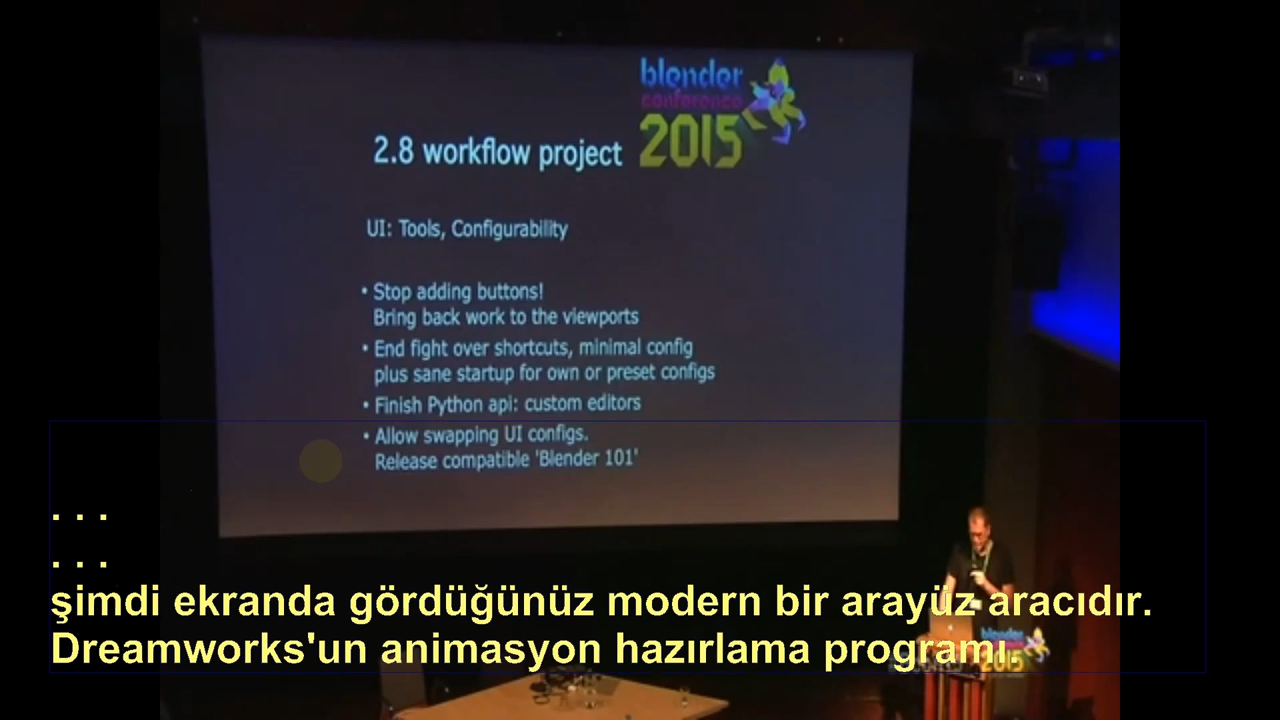 blender
conference
2015
2.8 workflow project
UI: Tools, Configurability
• Stop adding buttons!
Bring back work to the viewports
• End fight over shortcuts, minimal config
plus sane startup for own or preset configs
• Finish Python api: custom editors
• Allow swapping UI configs.
Release compatible 'Blender 101'
. . .
. . .
şimdi ekranda gördüğünüz modern bir arayüz aracıdır.
Dreamworks'un animasyon hazırlama programı.
blender
2015